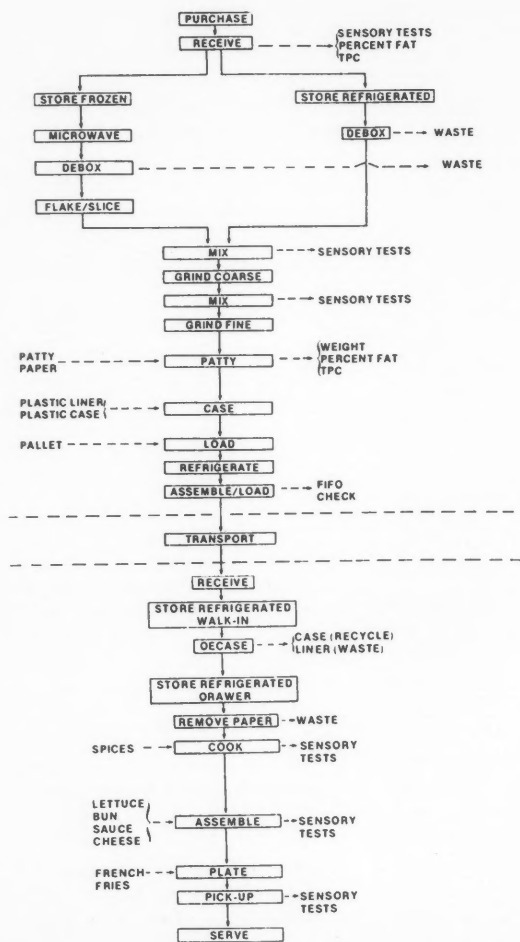 PURCHASE
RECEIVE
SENSORY TESTS
PERCENT FAT
TPC
STORE FROZEN
STORE REFRIGERATED
MICROWAVE
DEBOX
WASTE
DEBOX
WASTE
FLAKE/SLICE
MIX
SENSORY TESTS
GRIND COARSE
MIX
SENSORY TESTS
GRIND FINE
PATTY
PAPER
PATTY
WEIGHT
PERCENT FAT
TPC
PLASTIC LINER
PLASTIC CASE
CASE
PALLET
LOAD
REFRIGERATE
ASSEMBLE/LOAD
FIFO
CHECK
TRANSPORT
RECEIVE
STORE REFRIGERATED
WALK-IN
OECASE
CASE (RECYCLE)
LINER (WASTE)
STORE REFRIGERATED
ORAWER
REMOVE PAPER
WASTE
SPICES
COOK
SENSORY
TESTS
LETTUCE
BUN
SAUCE
CHEESE
ASSEMBLE
SENSORY
TESTS
FRENCH
FRIES
PLATE
PICK-UP
SENSORY
TESTS
SERVE